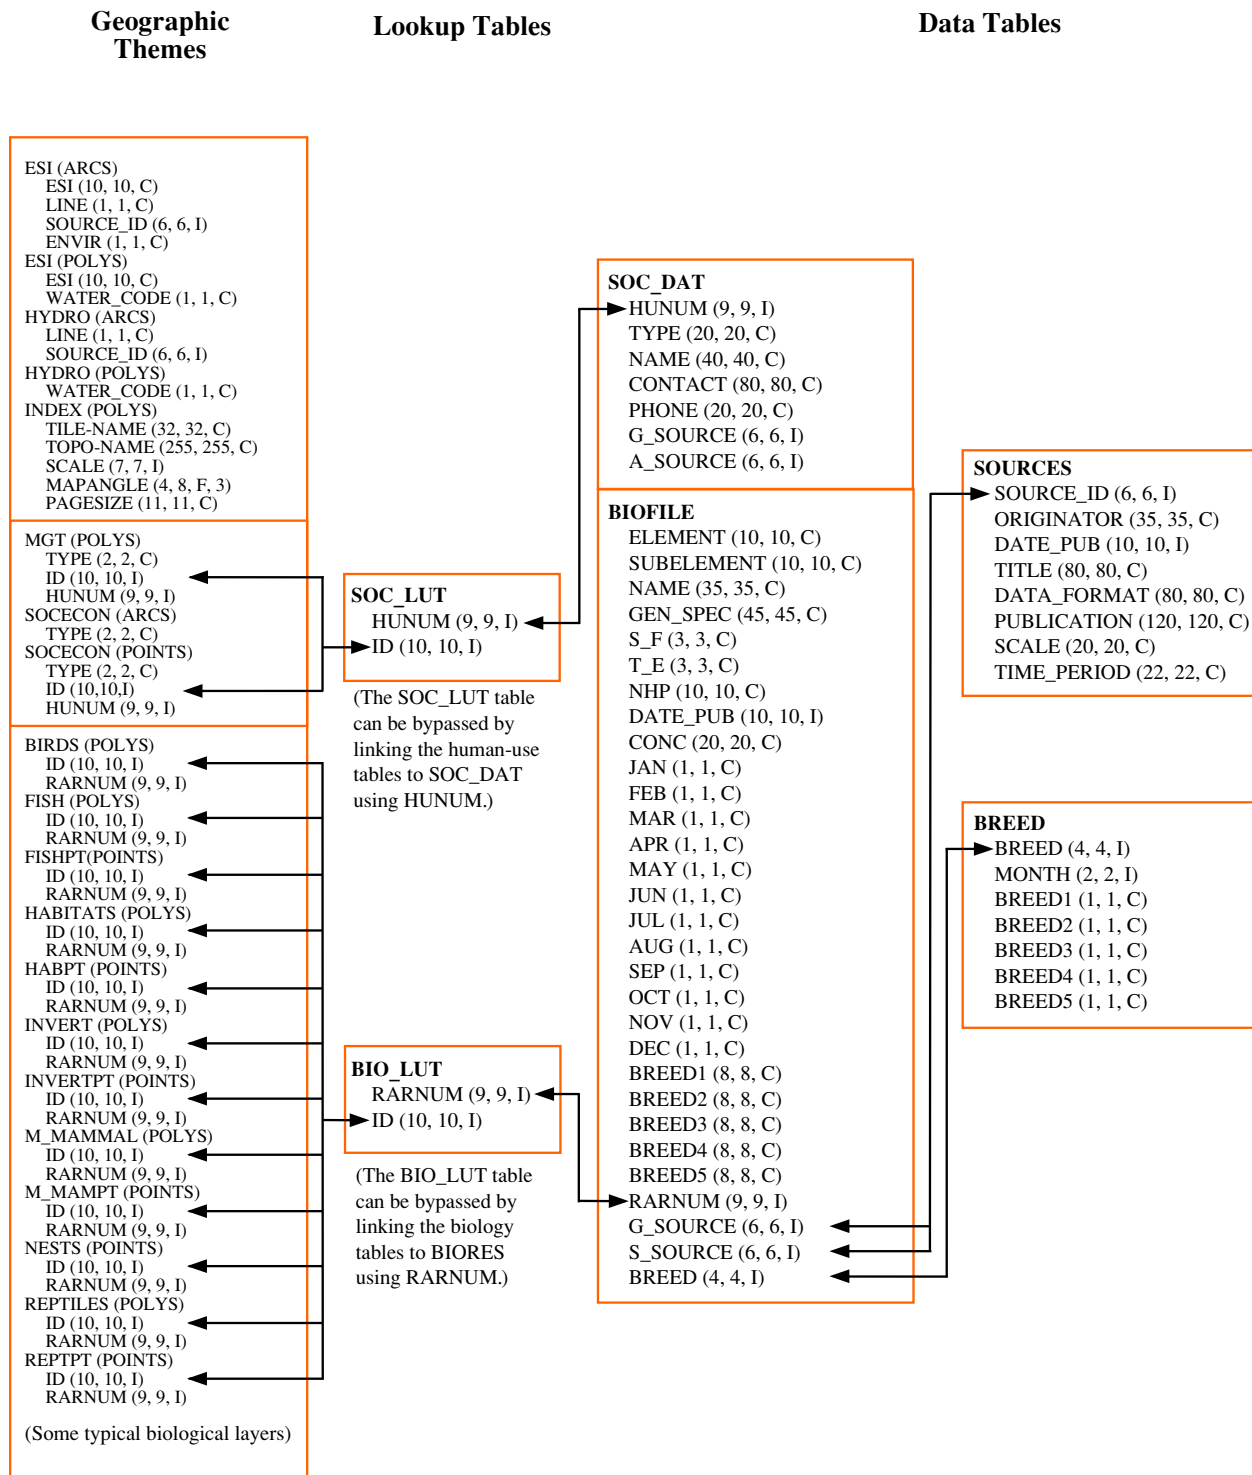 Geographic
Themes
Lookup Tables
Data Tables
ESI (ARCS)
ESI (10, 10, C)
LINE (1, 1, C)
SOURCE_ID (6, 6, I)
ENVIR (1, 1, C)
ESI (POLYS)
ESI (10, 10, C)
WATER_CODE (1, 1, C)
HYDRO (ARCS)
LINE (1, 1, C)
SOURCE_ID (6, 6, I)
HYDRO (POLYS)
WATER_CODE (1, 1, C)
INDEX (POLYS)
TILE-NAME (32, 32, C)
TOPO-NAME (255, 255, C)
SCALE (7, 7, I)
MAPANGLE (4, 8, F, 3)
PAGESIZE (11, 11, C)
MGT (POLYS)
TYPE (2, 2, C)
ID (10, 10, I)
HUNUM (9, 9, I)
SOCECON (ARCS)
TYPE (2, 2, C)
SOCECON (POINTS)
TYPE (2, 2, C)
ID (10,10,I)
HUNUM (9, 9, I)
BIRDS (POLYS)
ID (10, 10, I)
RARNUM (9, 9, I)
FISH (POLYS)
ID (10, 10, I)
RARNUM (9, 9, I)
FISHPT(POINTS)
ID (10, 10, I)
RARNUM (9, 9, I)
HABITATS (POLYS)
ID (10, 10, I)
RARNUM (9, 9, I)
HABPT (POINTS)
ID (10, 10, I)
RARNUM (9, 9, I)
INVERT (POLYS)
ID (10, 10, I)
RARNUM (9, 9, I)
INVERTPT (POINTS)
ID (10, 10, I)
RARNUM (9, 9, I)
M_MAMMAL (POLYS)
ID (10, 10, I)
RARNUM (9, 9, I)
M_MAMPT (POINTS)
ID (10, 10, I)
RARNUM (9, 9, I)
NESTS (POINTS)
ID (10, 10, I)
RARNUM (9, 9, I)
REPTILES (POLYS)
ID (10, 10, I)
RARNUM (9, 9, I)
REPTPT (POINTS)
ID (10, 10, I)
RARNUM (9, 9, I)
(Some typical biological layers)
SOC_LUT
HUNUM (9, 9, I)
ID (10, 10, I)
(The SOC_LUT table
can be bypassed by
linking the human-use
tables to SOC_DAT
using HUNUM.)
BIO_LUT
RARNUM (9, 9, I)
ID (10, 10, I)
(The BIO_LUT table
can be bypassed by
linking the biology
tables to BIORES
using RARNUM.)
SOC_DAT
HUNUM (9, 9, I)
TYPE (20, 20, C)
NAME (40, 40, C)
CONTACT (80, 80, C)
PHONE (20, 20, C)
G_SOURCE (6, 6, I)
A_SOURCE (6, 6, I)
BIOFILE
ELEMENT (10, 10, C)
SUBELEMENT (10, 10, C)
NAME (35, 35, C)
GEN_SPEC (45, 45, C)
S_F (3, 3, C)
T_E (3, 3, C)
NHP (10, 10, C)
DATE_PUB (10, 10, I)
CONC (20, 20, C)
JAN (1, 1, C)
FEB (1, 1, C)
MAR (1, 1, C)
APR (1, 1, C)
MAY (1, 1, C)
JUN (1, 1, C)
JUL (1, 1, C)
AUG (1, 1, C)
SEP (1, 1, C)
OCT (1, 1, C)
NOV (1, 1, C)
DEC (1, 1, C)
BREED1 (8, 8, C)
BREED2 (8, 8, C)
BREED3 (8, 8, C)
BREED4 (8, 8, C)
BREED5 (8, 8, C)
RARNUM (9, 9, I)
G_SOURCE (6, 6, I)
S_SOURCE (6, 6, I)
BREED (4, 4, I)
SOURCES
SOURCE_ID (6, 6, I)
ORIGINATOR (35, 35, C)
DATE_PUB (10, 10, I)
TITLE (80, 80, C)
DATA_FORMAT (80, 80, C)
PUBLICATION (120, 120, C)
SCALE (20, 20, C)
TIME_PERIOD (22, 22, C)
BREED
BREED (4, 4, I)
MONTH (2, 2, I)
BREED1 (1, 1, C)
BREED2 (1, 1, C)
BREED3 (1, 1, C)
BREED4 (1, 1, C)
BREED5 (1, 1, C)